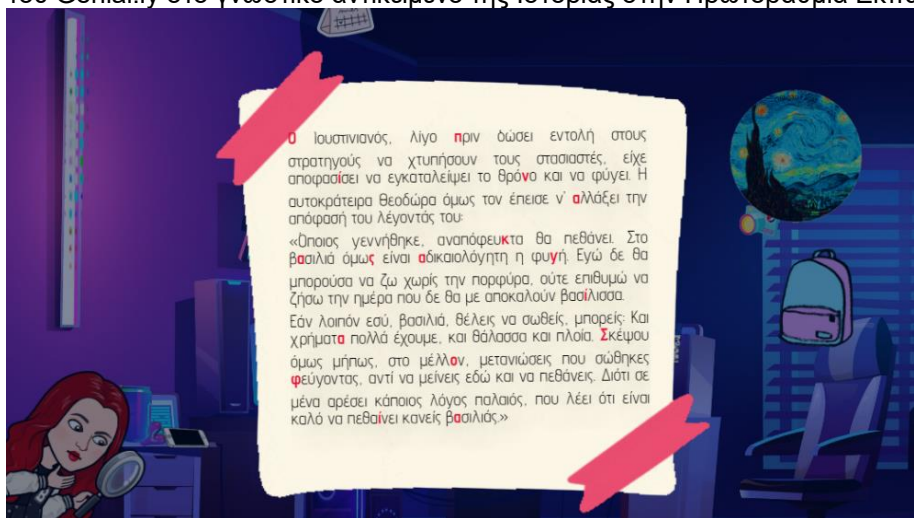 του Genial.ly στο γνωστικό αντικείμενο της Ιστορίας στην Πρωτοβάθμια Εκπα
Ο Ιουστινιανός, λίγο πριν δώσει εντολή στους
στρατηγούς να χτυπήσουν τους στασιαστές, είχε
αποφασίσει να εγκαταλείψει το θρόνο και να φύγει. Η
αυτοκράτειρα Θεοδώρα όμως τον έπεισε ν' αλλάξει την
απόφασή του λέγοντάς του:
«Όποιος γεννήθηκε, αναπόφευκτα θα πεθάνει. Στο
βασιλιά όμως είναι αδικαιολόγητη η φυγή. Εγώ δε θα
μπορούσα να ζω χωρίς την πορφύρα, ούτε επιθυμώ να
ζήσω την ημέρα που δε θα με αποκαλούν βασίλισσα.
Εάν λοιπόν εσύ, βασιλιά, θέλεις να σωθείς, μπορείς: Και
χρήματα πολλά έχουμε, και θάλασσα και πλοία. Σκέψου
όμως μήπως, στο μέλλον, μετανιώσεις που σώθηκες
φεύγοντας, αντί να μείνεις εδώ και να πεθάνεις. Διότι σε
μένα αρέσει κάποιος λόγος παλαιός, που λέει ότι είναι
καλό να πεθαίνει κανείς βασιλιάς.»